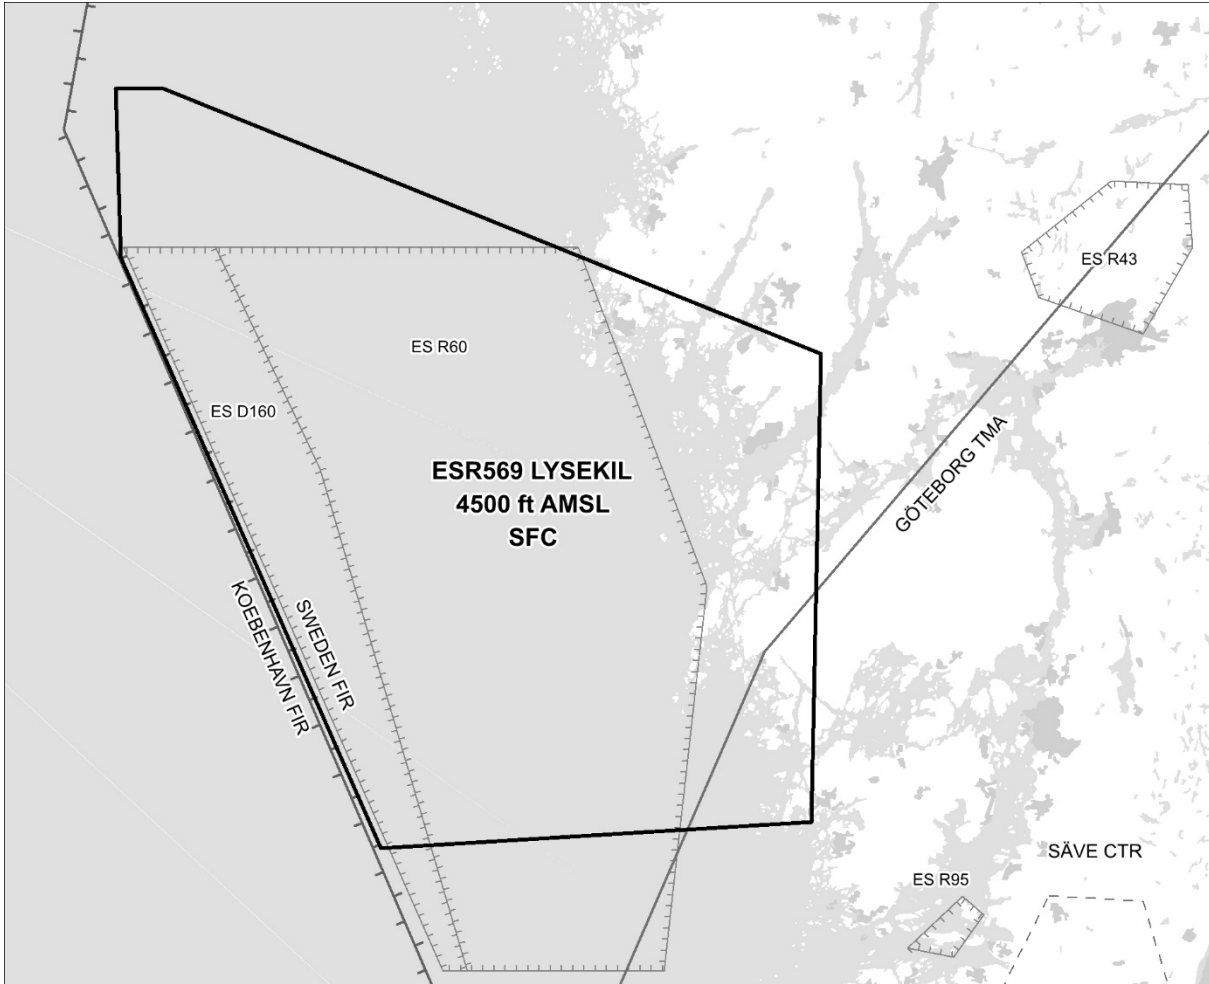 ES R43
ES R60
ES D160
ESR569 LYSEKIL
4500 ft AMSL
SFC
GÖTEBORG TMA
KOEBENHAVN FIR
SWEDEN FIR
SÄVE CTR
ES R95